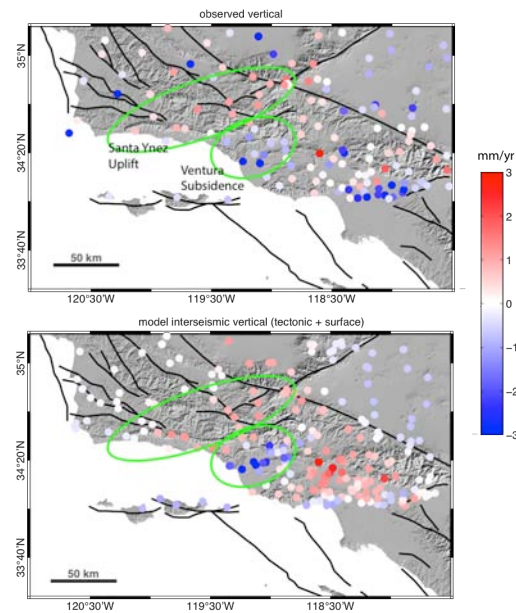 observed vertical
35°N
34°20'N
33°40'N
Santa Ynez
Uplift
Ventura
Subsidence
50 km
120°30'W
119°30'W
118°30'W
mm/yr
3
2
1
0
−1
−2
−3
model interseismic vertical (tectonic + surface)
35°N
34°20'N
33°40'N
50 km
120°30'W
119°30'W
118°30'W